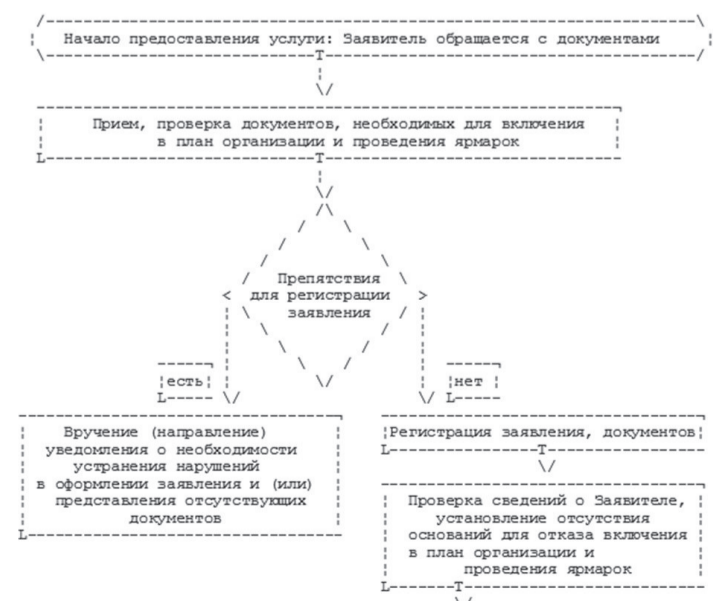 Начало предоставления услуги: Заявитель обращается с документами
Прием, проверка документов, необходимых для включения
в план организации и проведения ярмарок
Препятствия
для регистрации
заявления
есть
нет
Вручение (направление)
уведомления о необходимости
устранения нарушений
в оформлении заявления и (или)
представления отсутствующих
документов
Регистрация заявления, документов
Проверка сведений о Заявителе,
установление отсутствия
оснований для отказа включения
в план организации и
проведения ярмарок